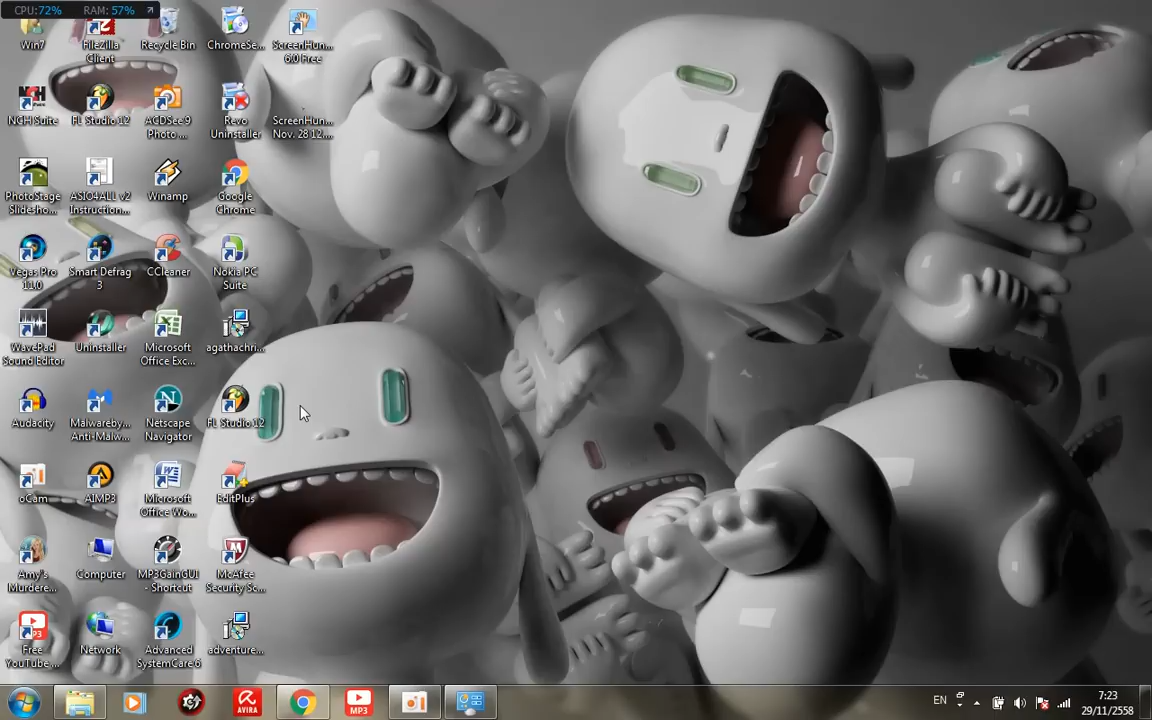 CPU:72% RAM: 57%
Win7
FileZilla
Client
Recycle Bin
ChromeSe...
ScreenHun...
6.0 Free
NCH Suite
FL Studio 12
ACDSee 9
Photo ...
Revo
Uninstaller
ScreenHun...
Nov. 28 12....
PhotoStage
Slidesho...
ASIO4ALL v2
Instruction...
Winamp
Google
Chrome
Vegas Pro
11.0
Smart Defrag
3
CCleaner
Nokia PC
Suite
WavePad
Sound Editor
Uninstaller
Microsoft
Office Exc...
agathachri...
Audacity
Malwareby...
Anti-Malw...
Netscape
Navigator
FL Studio 12
oCam
AIMP3
Microsoft
Office Wo...
EditPlus
Amy's
Murdere...
Computer
MP3GainGUI
- Shortcut
McAfee
Security Sc...
Free
YouTube ...
Network
Advanced
SystemCare 6
adventure...
AVIRA
MP3
EN
7:23
29/11/2558